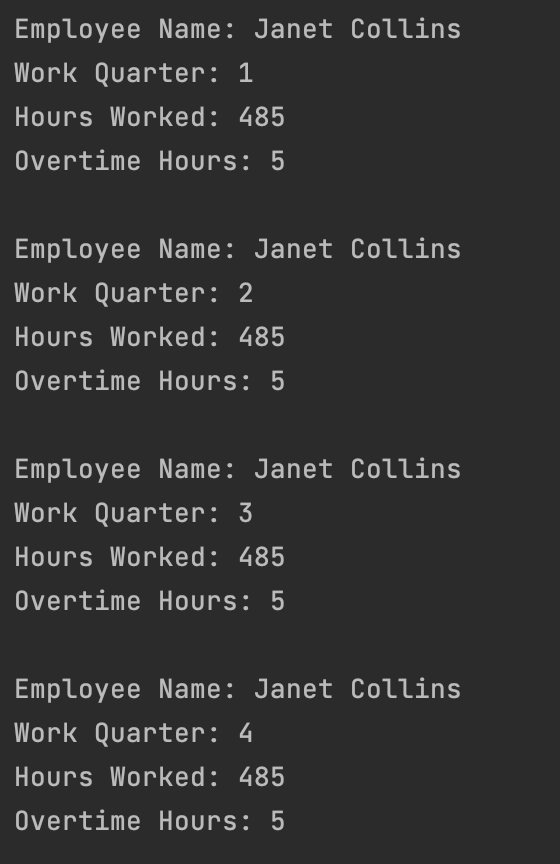 Employee Name: Janet Collins
Work Quarter: 1
Hours Worked: 485
Overtime Hours: 5
Employee Name: Janet Collins
Work Quarter: 2
Hours Worked: 485
Overtime Hours: 5
Employee Name: Janet Collins
Work Quarter: 3
Hours Worked: 485
Overtime Hours: 5
Employee Name: Janet Collins
Work Quarter: 4
Hours Worked: 485
Overtime Hours: 5